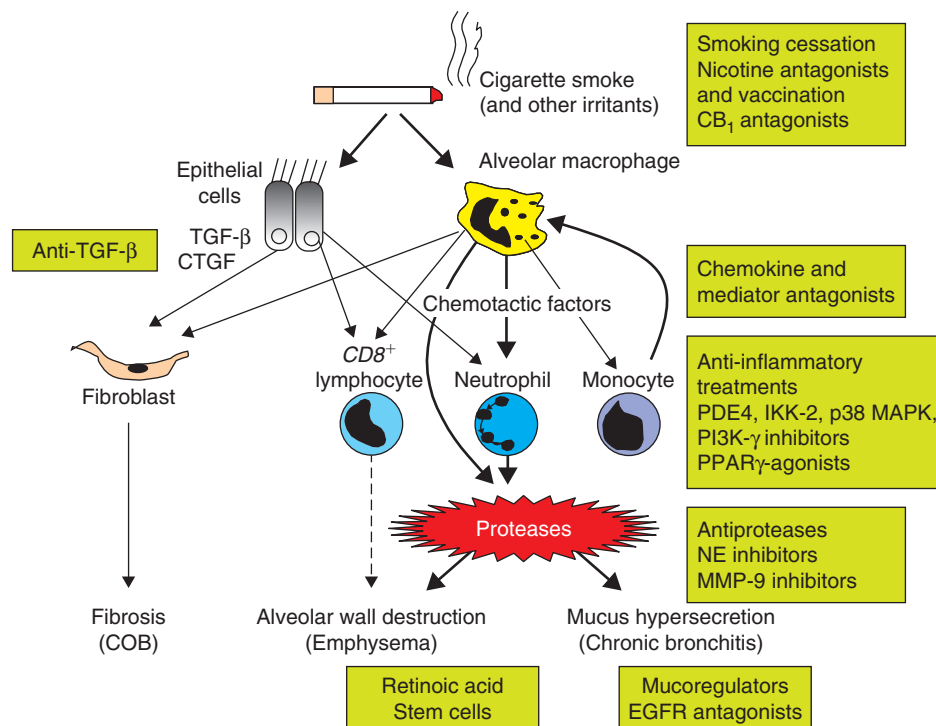 Cigarette smoke
(and other irritants)
Smoking cessation
Nicotine antagonists
and vaccination
CB₁ antagonists
Epithelial
cells
Alveolar macrophage
TGF-β
CTGF
Anti-TGF-β
Chemotactic factors
Chemokine and
mediator antagonists
Fibroblast
CD8⁺
lymphocyte
Neutrophil
Monocyte
Anti-inflammatory
treatments
PDE4, IKK-2, p38 MAPK,
PI3K-γ inhibitors
PPARγ-agonists
Proteases
Antiproteases
NE inhibitors
MMP-9 inhibitors
Fibrosis
(COB)
Alveolar wall destruction
(Emphysema)
Mucus hypersecretion
(Chronic bronchitis)
Retinoic acid
Stem cells
Mucoregulators
EGFR antagonists